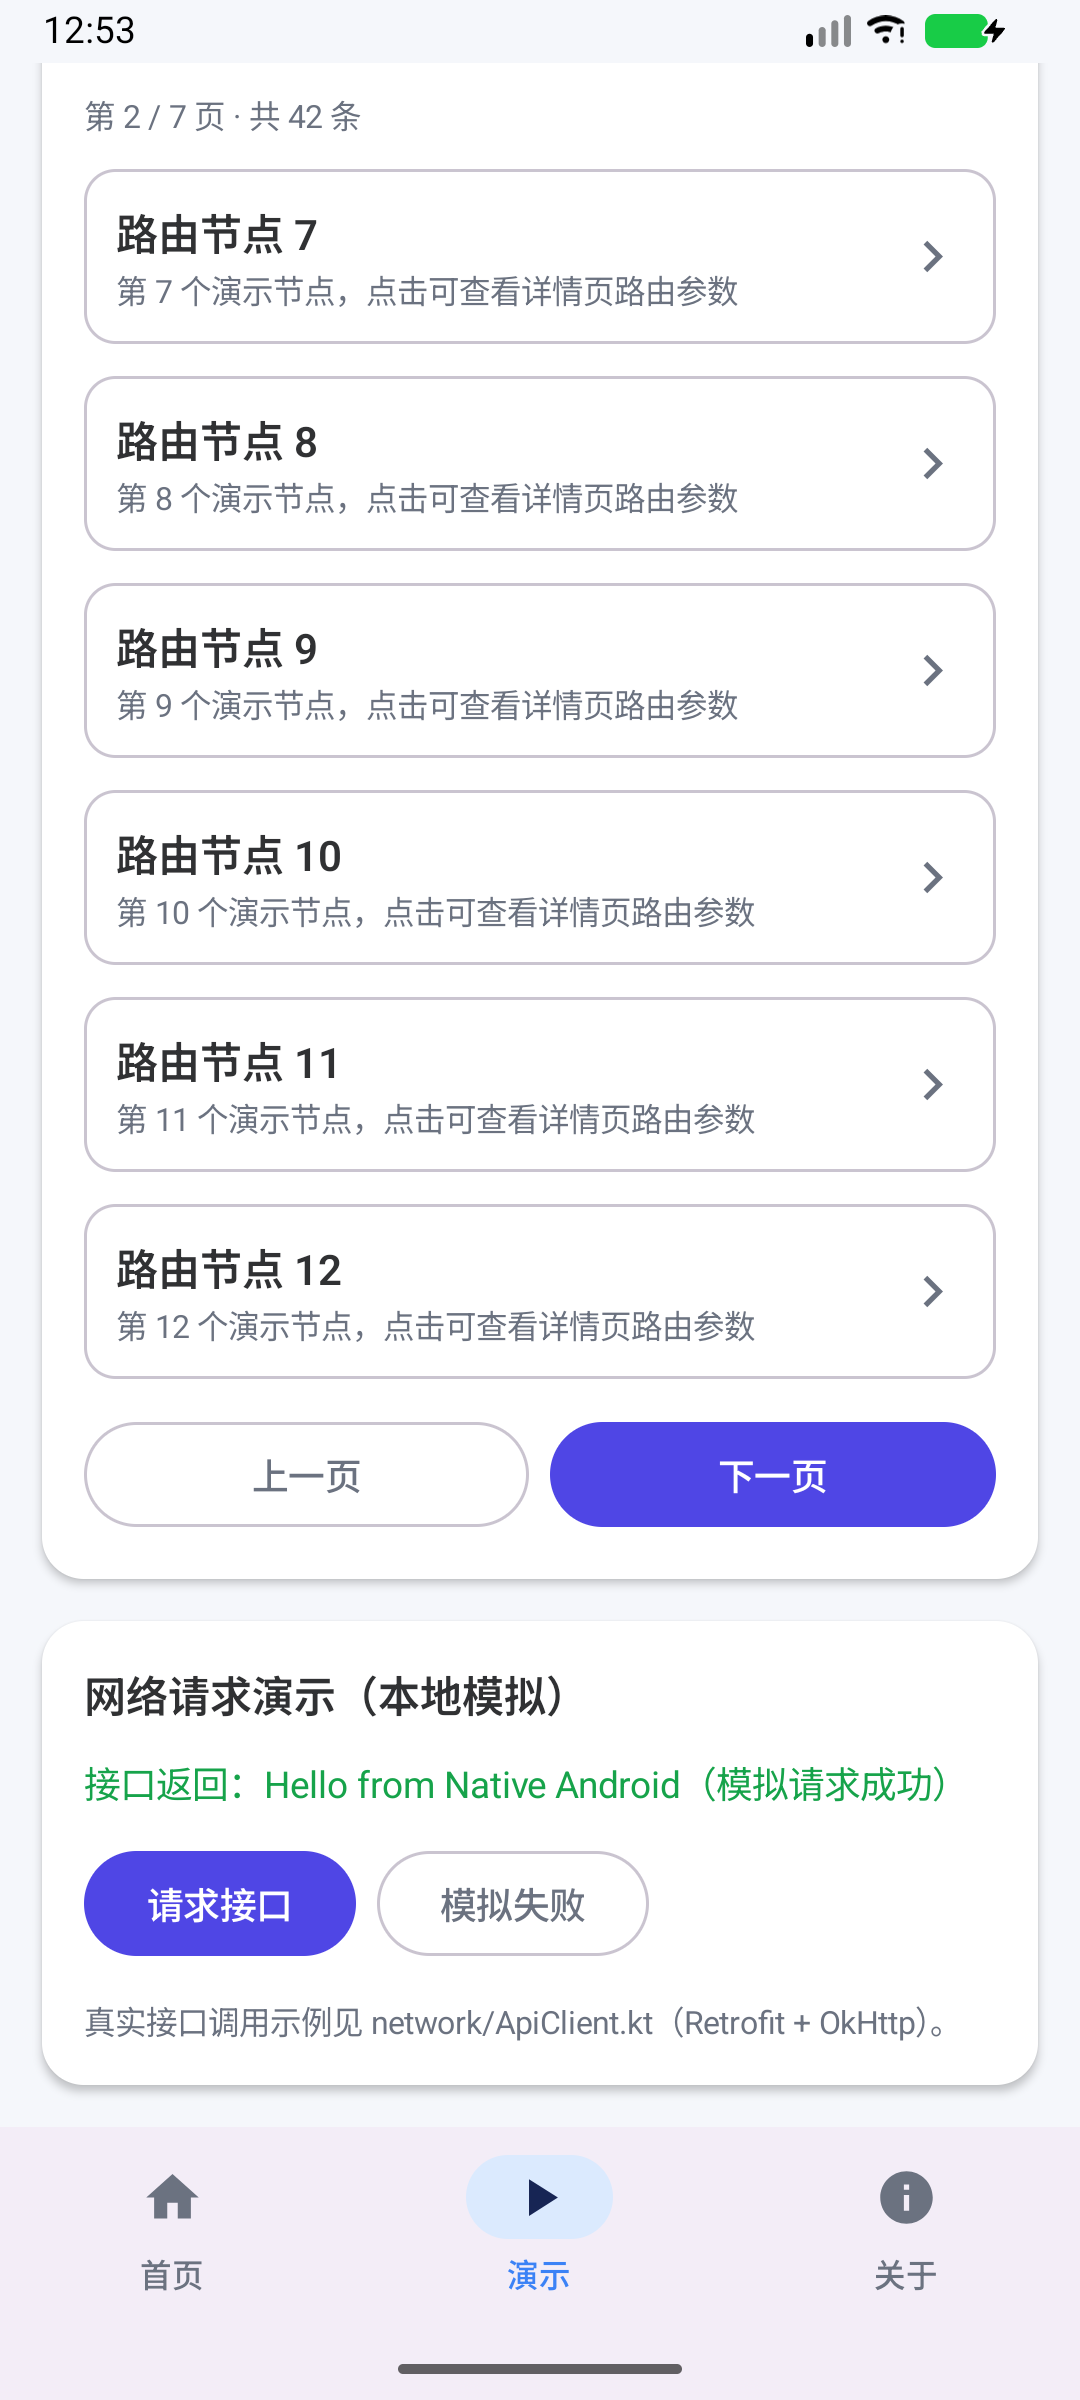 12:53
第 2 / 7 页 · 共 42 条
路由节点 7
第 7 个演示节点，点击可查看详情页路由参数
路由节点 8
第 8 个演示节点，点击可查看详情页路由参数
路由节点 9
第 9 个演示节点，点击可查看详情页路由参数
路由节点 10
第 10 个演示节点，点击可查看详情页路由参数
路由节点 11
第 11 个演示节点，点击可查看详情页路由参数
路由节点 12
第 12 个演示节点，点击可查看详情页路由参数
上一页
下一页
网络请求演示（本地模拟）
接口返回：Hello from Native Android（模拟请求成功）
请求接口
模拟失败
真实接口调用示例见 network/ApiClient.kt（Retrofit + OkHttp）。
首页
演示
关于